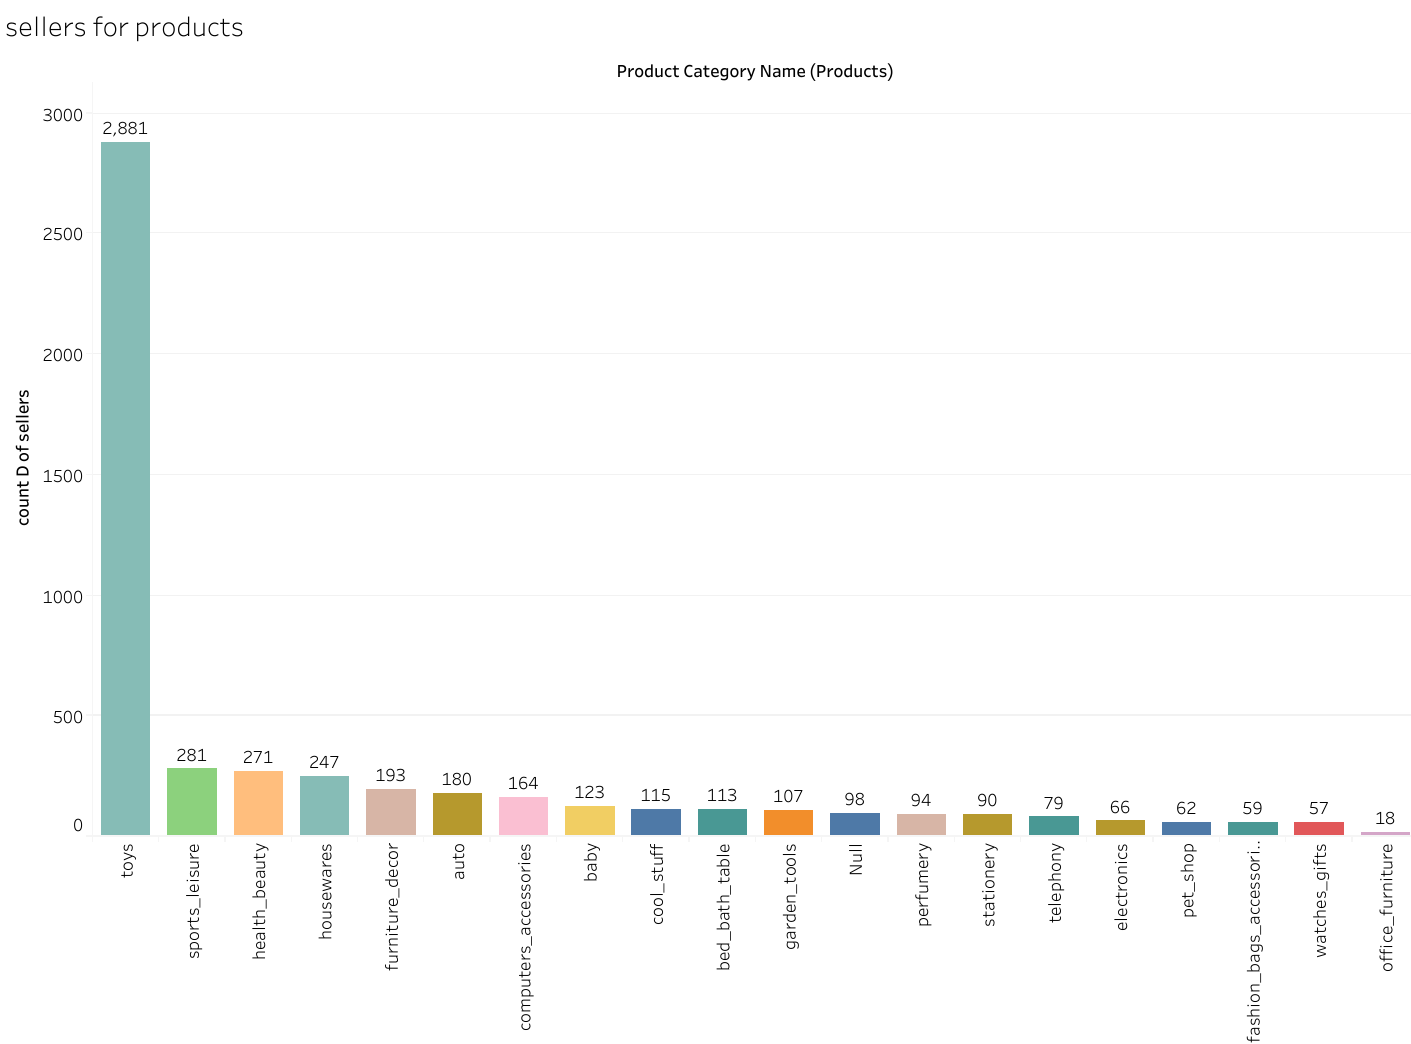 sellers for products
Product Category Name (Products)
count D of sellers
3000
2500
2000
1500
1000
500
0
2,881
281
271
247
193
180
164
123
115
113
107
98
94
90
79
66
62
59
57
18
toys
sports_leisure
health_beauty
housewares
furniture_decor
auto
computers_accessories
baby
cool_stuff
bed_bath_table
garden_tools
Null
perfumery
stationery
telephony
electronics
pet_shop
fashion_bags_accessori..
watches_gifts
office_furniture